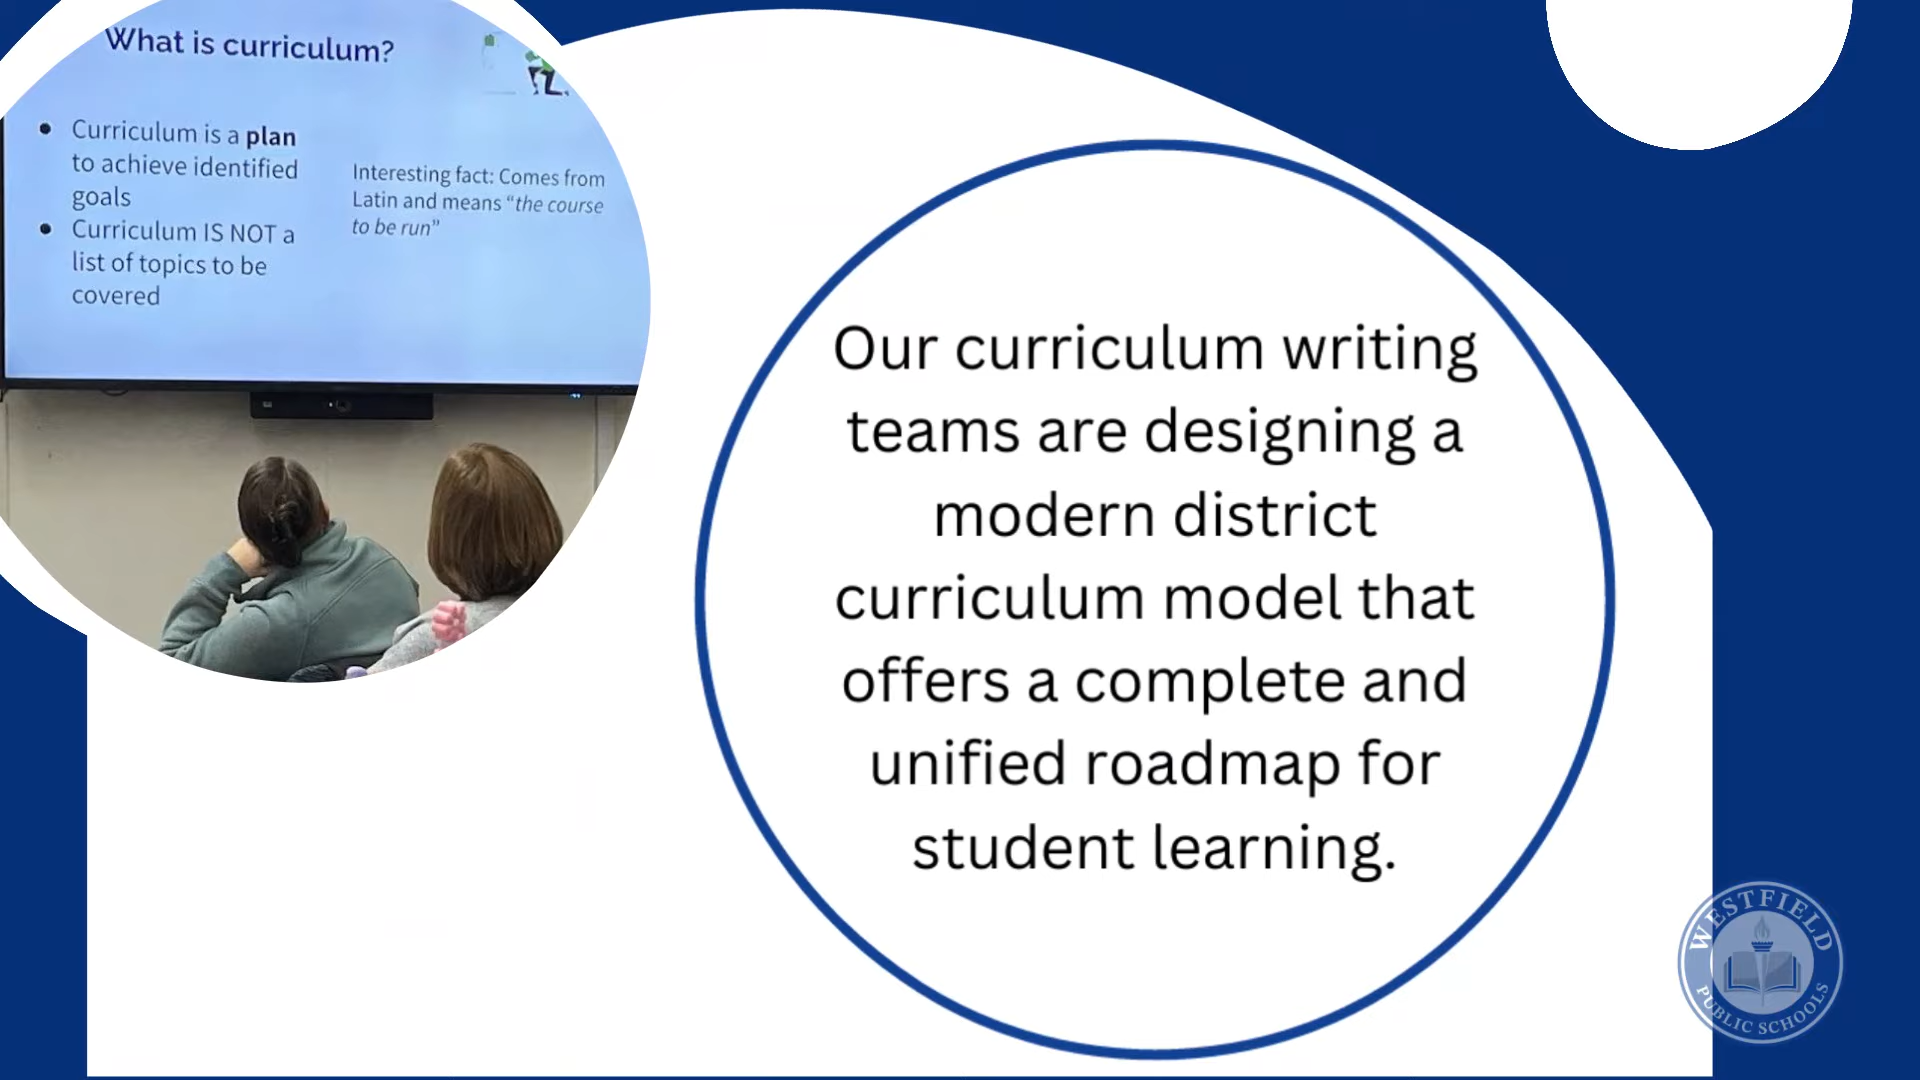 What is curriculum?
• Curriculum is a plan
to achieve identified
goals
• Curriculum IS NOT a
list of topics to be
covered
Interesting fact: Comes from
Latin and means “the course
to be run”
Our curriculum writing
teams are designing a
modern district
curriculum model that
offers a complete and
unified roadmap for
student learning.
WESTFIELD
PUBLIC SCHOOLS